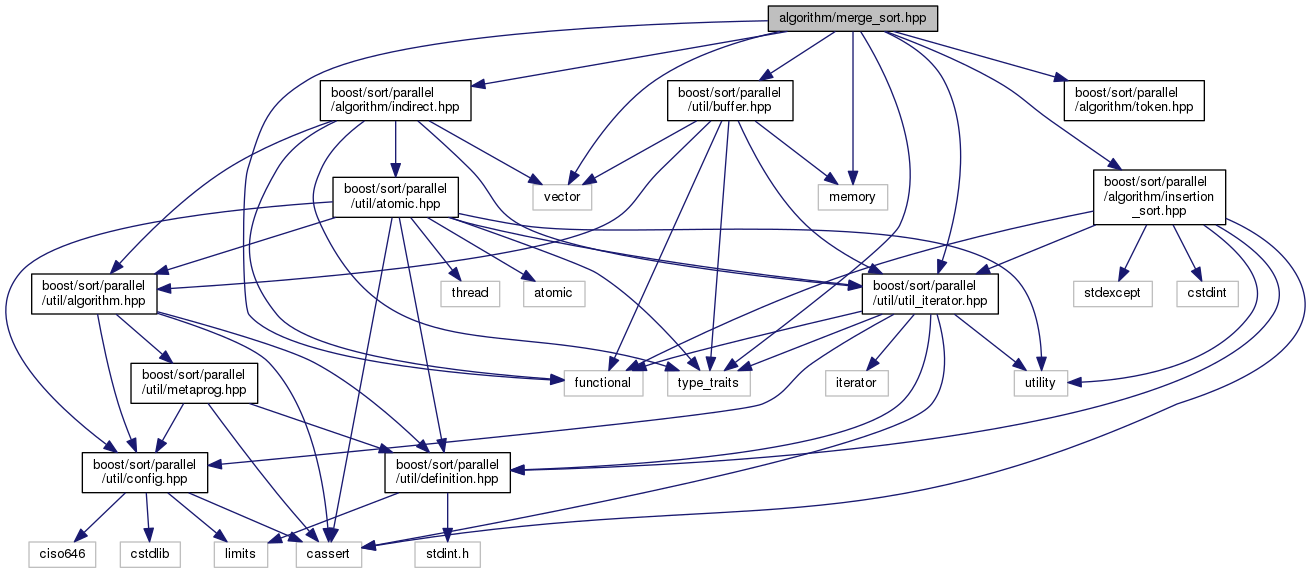 algorithm/merge_sort.hpp
boost/sort/parallel
/algorithm/indirect.hpp
boost/sort/parallel
/util/buffer.hpp
boost/sort/parallel
/algorithm/token.hpp
boost/sort/parallel
/util/atomic.hpp
vector
memory
boost/sort/parallel
/algorithm/insertion
_sort.hpp
boost/sort/parallel
/util/algorithm.hpp
thread
atomic
boost/sort/parallel
/util/util_iterator.hpp
stdexcept
cstdint
boost/sort/parallel
/util/metaprog.hpp
functional
type_traits
iterator
utility
boost/sort/parallel
/util/config.hpp
boost/sort/parallel
/util/definition.hpp
ciso646
cstdlib
limits
cassert
stdint.h